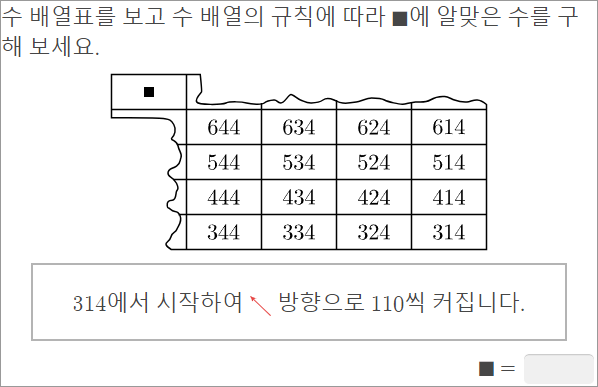 수 배열표를 보고 수 배열의 규칙에 따라 ■에 알맞은 수를 구
해 보세요.
■
644 634 624 614
544 534 524 514
444 434 424 414
344 334 324 314
314에서 시작하여 ↖ 방향으로 110씩 커집니다.
■ =